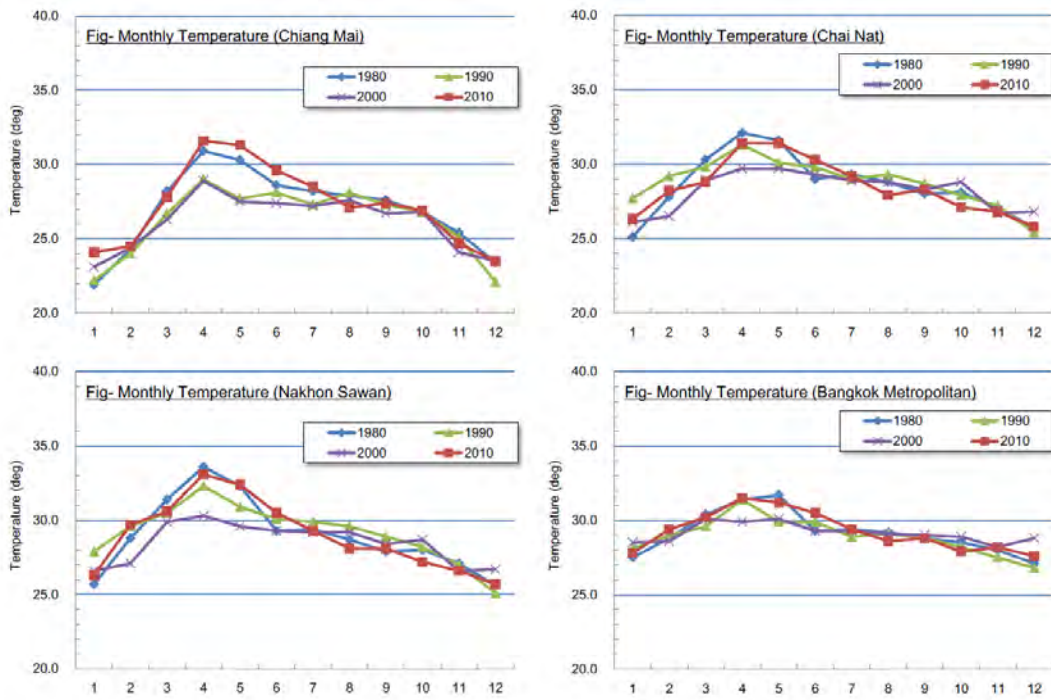 Fig- Monthly Temperature (Chiang Mai)
Temperature (deg)
40.0
35.0
30.0
25.0
20.0
1980 1990
2000 2010
1 2 3 4 5 6 7 8 9 10 11 12
Fig- Monthly Temperature (Chai Nat)
Temperature (deg)
40.0
35.0
30.0
25.0
20.0
1980 1990
2000 2010
1 2 3 4 5 6 7 8 9 10 11 12
Fig- Monthly Temperature (Nakhon Sawan)
Temperature (deg)
40.0
35.0
30.0
25.0
20.0
1980 1990
2000 2010
1 2 3 4 5 6 7 8 9 10 11 12
Fig- Monthly Temperature (Bangkok Metropolitan)
Temperature (deg)
40.0
35.0
30.0
25.0
20.0
1980 1990
2000 2010
1 2 3 4 5 6 7 8 9 10 11 12